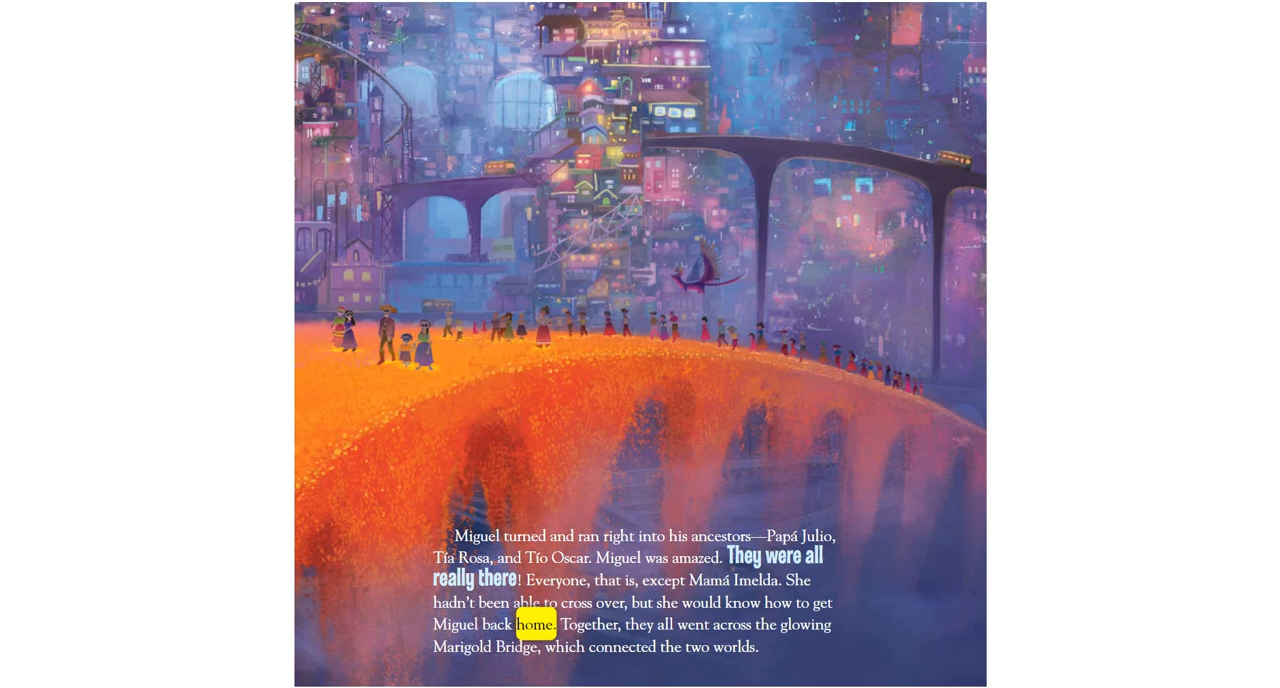 Miguel turned and ran right into his ancestors—Papá Julio,
Tía Rosa, and Tío Oscar. Miguel was amazed. They were all
really there! Everyone, that is, except Mamá Imelda. She
hadn’t been able to cross over, but she would know how to get
Miguel back home. Together, they all went across the glowing
Marigold Bridge, which connected the two worlds.